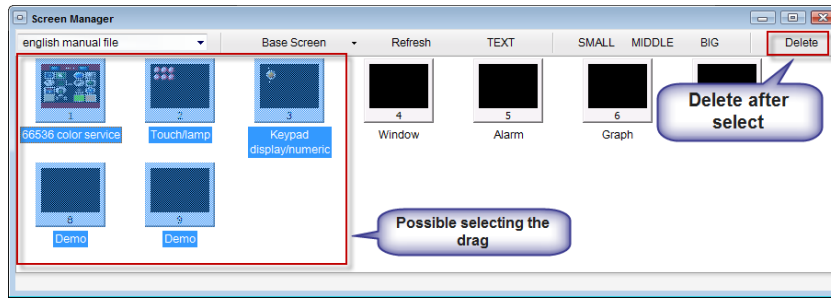 Screen Manager
english manual file Base Screen Refresh TEXT SMALL MIDDLE BIG Delete
1 2 3 4 5 6
66536 color service Touch/lamp Keypad Window Alarm Graph
display/numeric
Delete after
select
8 9
Demo Demo
Possible selecting the
drag